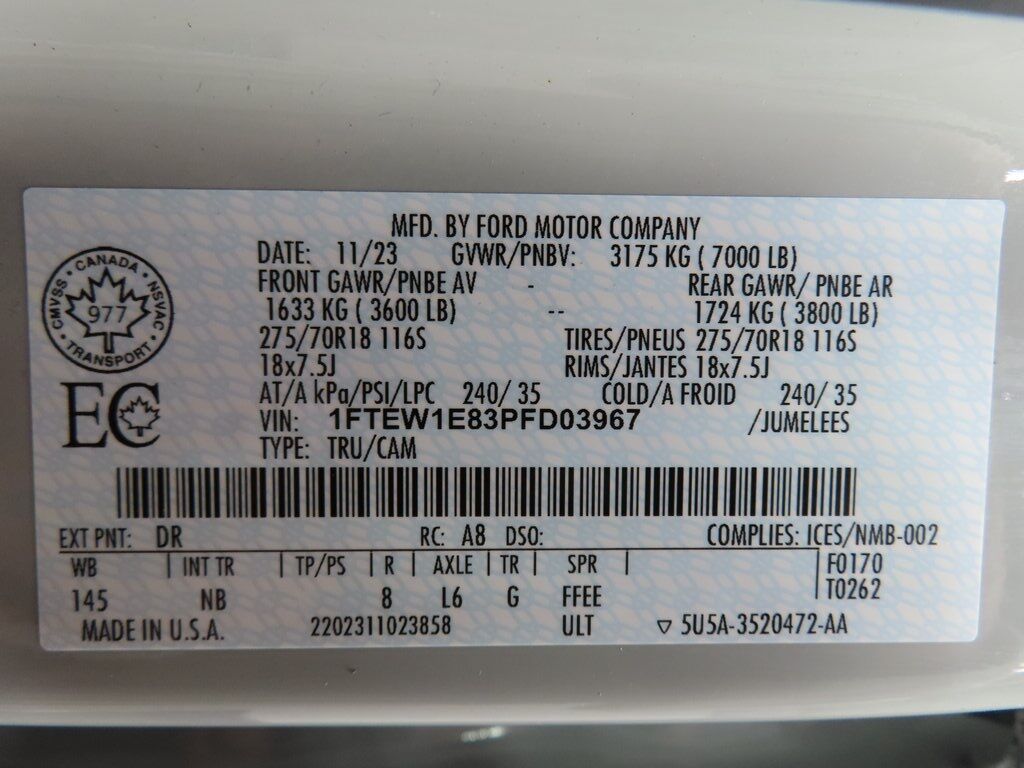 MFD. BY FORD MOTOR COMPANY
DATE: 11/23 GVWR/PNBV: 3175 KG ( 7000 LB)
FRONT GAWR/PNBE AV - REAR GAWR/ PNBE AR
1633 KG ( 3600 LB) -- 1724 KG ( 3800 LB)
275/70R18 116S TIRES/PNEUS 275/70R18 116S
18x7.5J RIMS/JANTES 18x7.5J
AT/A kPa/PSI/LPC 240/ 35 COLD/A FROID 240/ 35
VIN: 1FTEW1E83PFD03967 /JUMELEES
TYPE: TRU/CAM
CANADA
CMVSS NSVAC
977
TRANSPORT
EC
EXT PNT: DR RC: A8 DSO: COMPLIES: ICES/NMB-002
WB | INT TR | TP/PS | R | AXLE | TR | SPR | F0170
145 NB 8 L6 G FFEE T0262
MADE IN U.S.A. 2202311023858 ULT ▽ 5U5A-3520472-AA